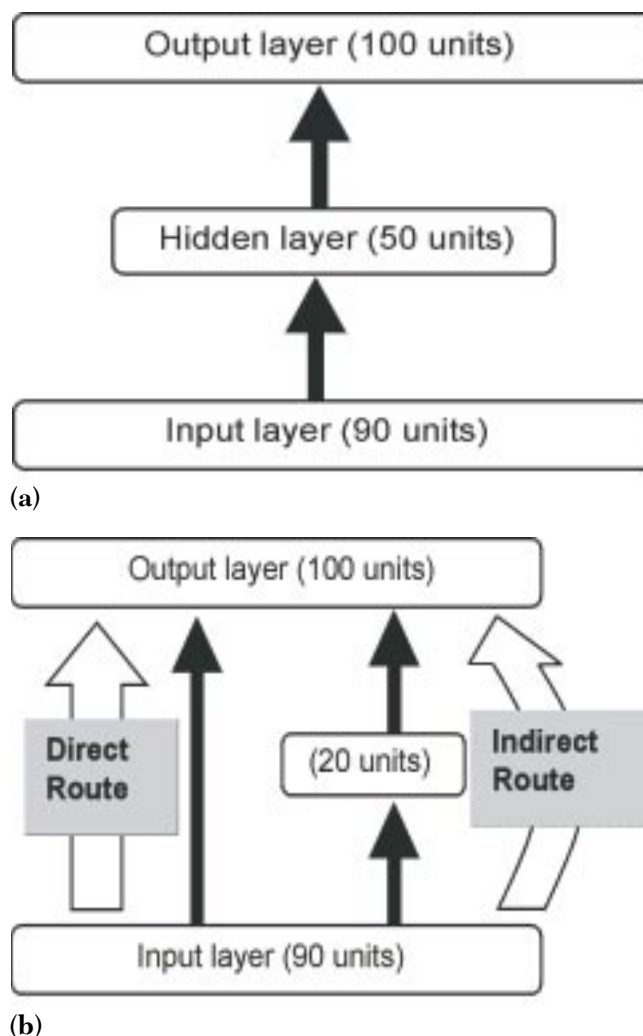 Output layer (100 units)
Hidden layer (50 units)
Input layer (90 units)
(a)
Output layer (100 units)
Direct
Route
(20 units)
Indirect
Route
Input layer (90 units)
(b)